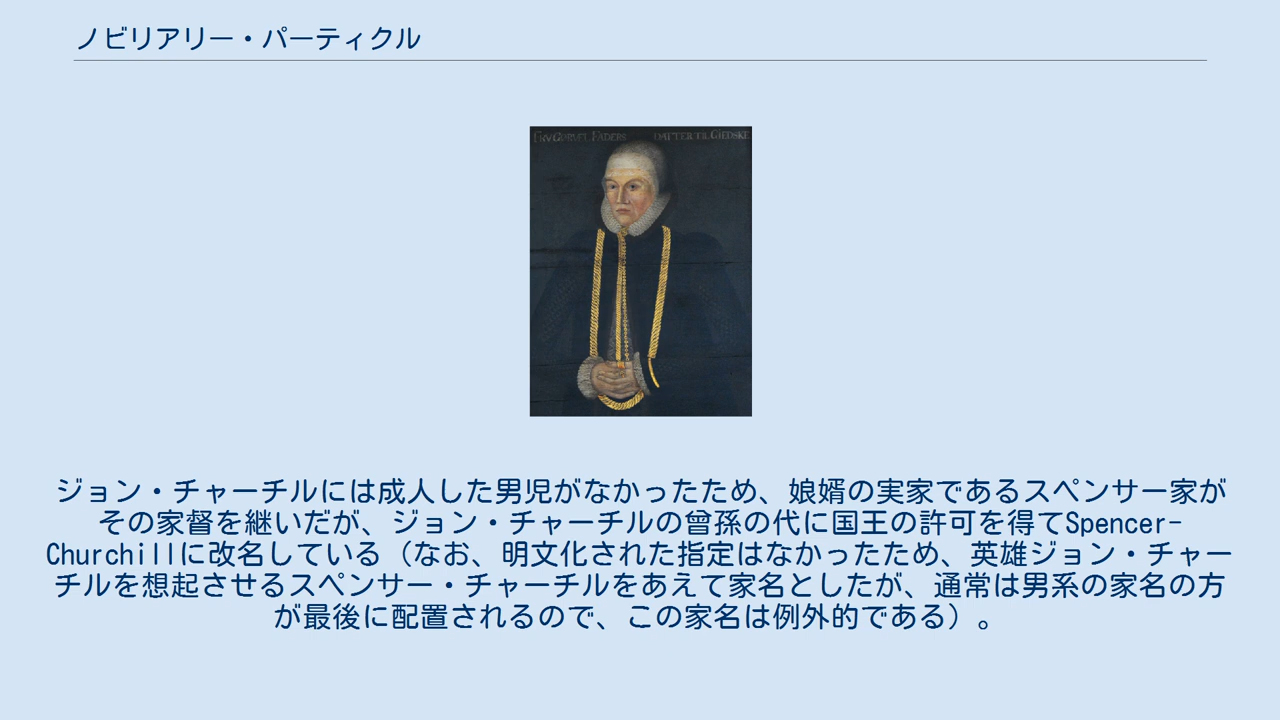 ノビリアリー・パーティクル
FRV GORVEL FADERS DATTER TIL GIEDSKE
ジョン・チャーチルには成人した男児がなかったため、娘婿の実家であるスペンサー家が
その家督を継いだが、ジョン・チャーチルの曾孫の代に国王の許可を得てSpencer-
Churchillに改名している（なお、明文化された指定はなかったため、英雄ジョン・チャー
チルを想起させるスペンサー・チャーチルをあえて家名としたが、通常は男系の家名の方
が最後に配置されるので、この家名は例外的である）。